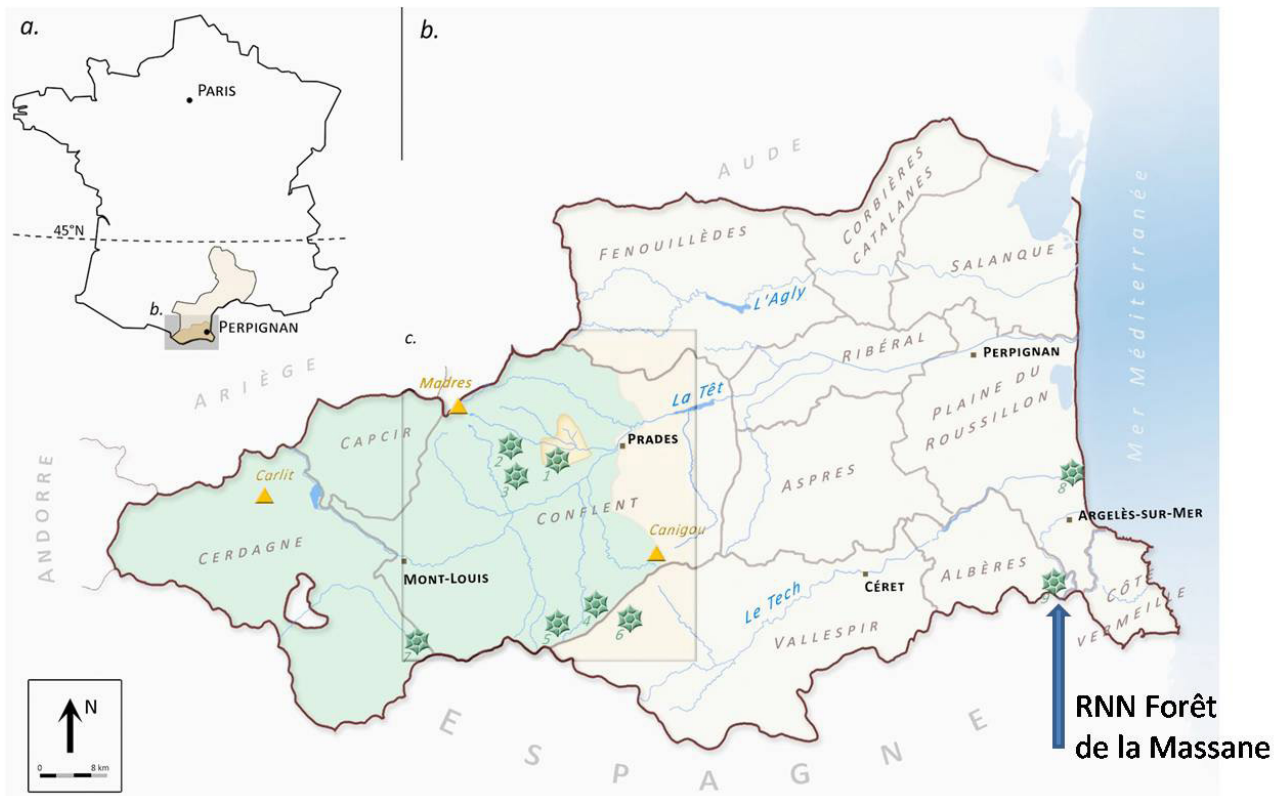 a.
PARIS
45°N
b.
PERPIGNAN
b.
AUDE
CORBIÈRES
CATALANES
FENOUILLÈDES
SALANQUE
L'Agly
Mer Méditerranée
RIBÉRAL
PERPIGNAN
c.
ARIÈGE
Madres
La Têt
PLAINE DU
ROUSSILLON
CAPCIR
PRADES
2
1
3
ASPRES
8
Carlit
CONFLENT
ARGELÈS-SUR-MER
ANDORRE
CERDAGNE
Canigou
MONT-LOUIS
CÉRET
ALBÈRES
9
CÔTE
VERMEILLE
Le Tech
VALLESPIR
4
5
6
7
N
0 8 km
ESPAGNE
RNN Forêt
de la Massane